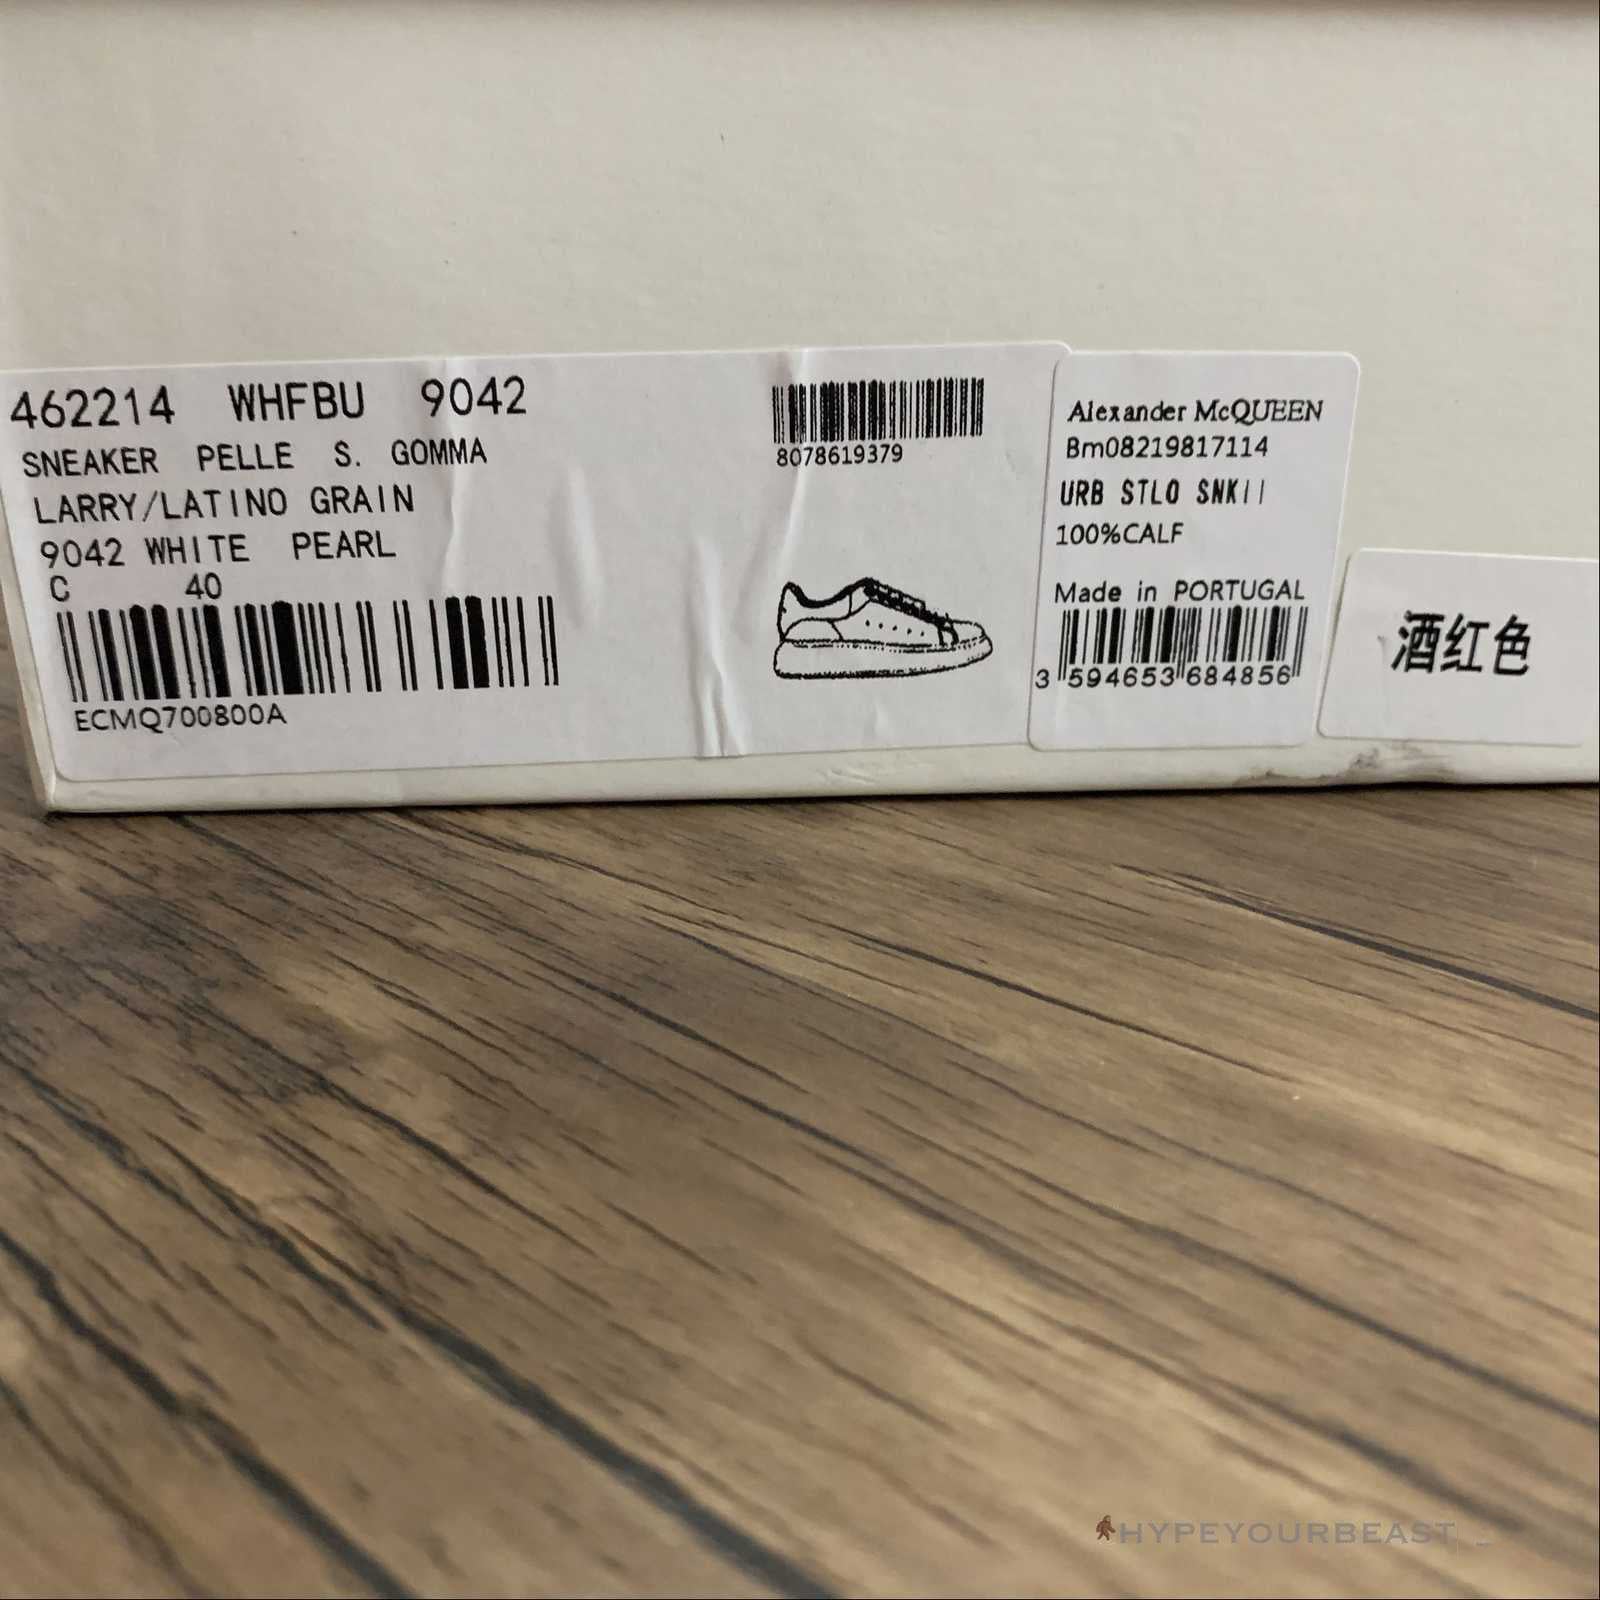 462214 WHFBU 9042
SNEAKER PELLE S. GOMMA
LARRY/LATINO GRAIN
9042 WHITE PEARL
C 40
ECMQ700800A
8078619379
Alexander McQUEEN
Bm08219817114
URB STLO SNKII
100%CALF
Made in PORTUGAL
3 594653 684856
酒红色
HYPEYOURBEAST